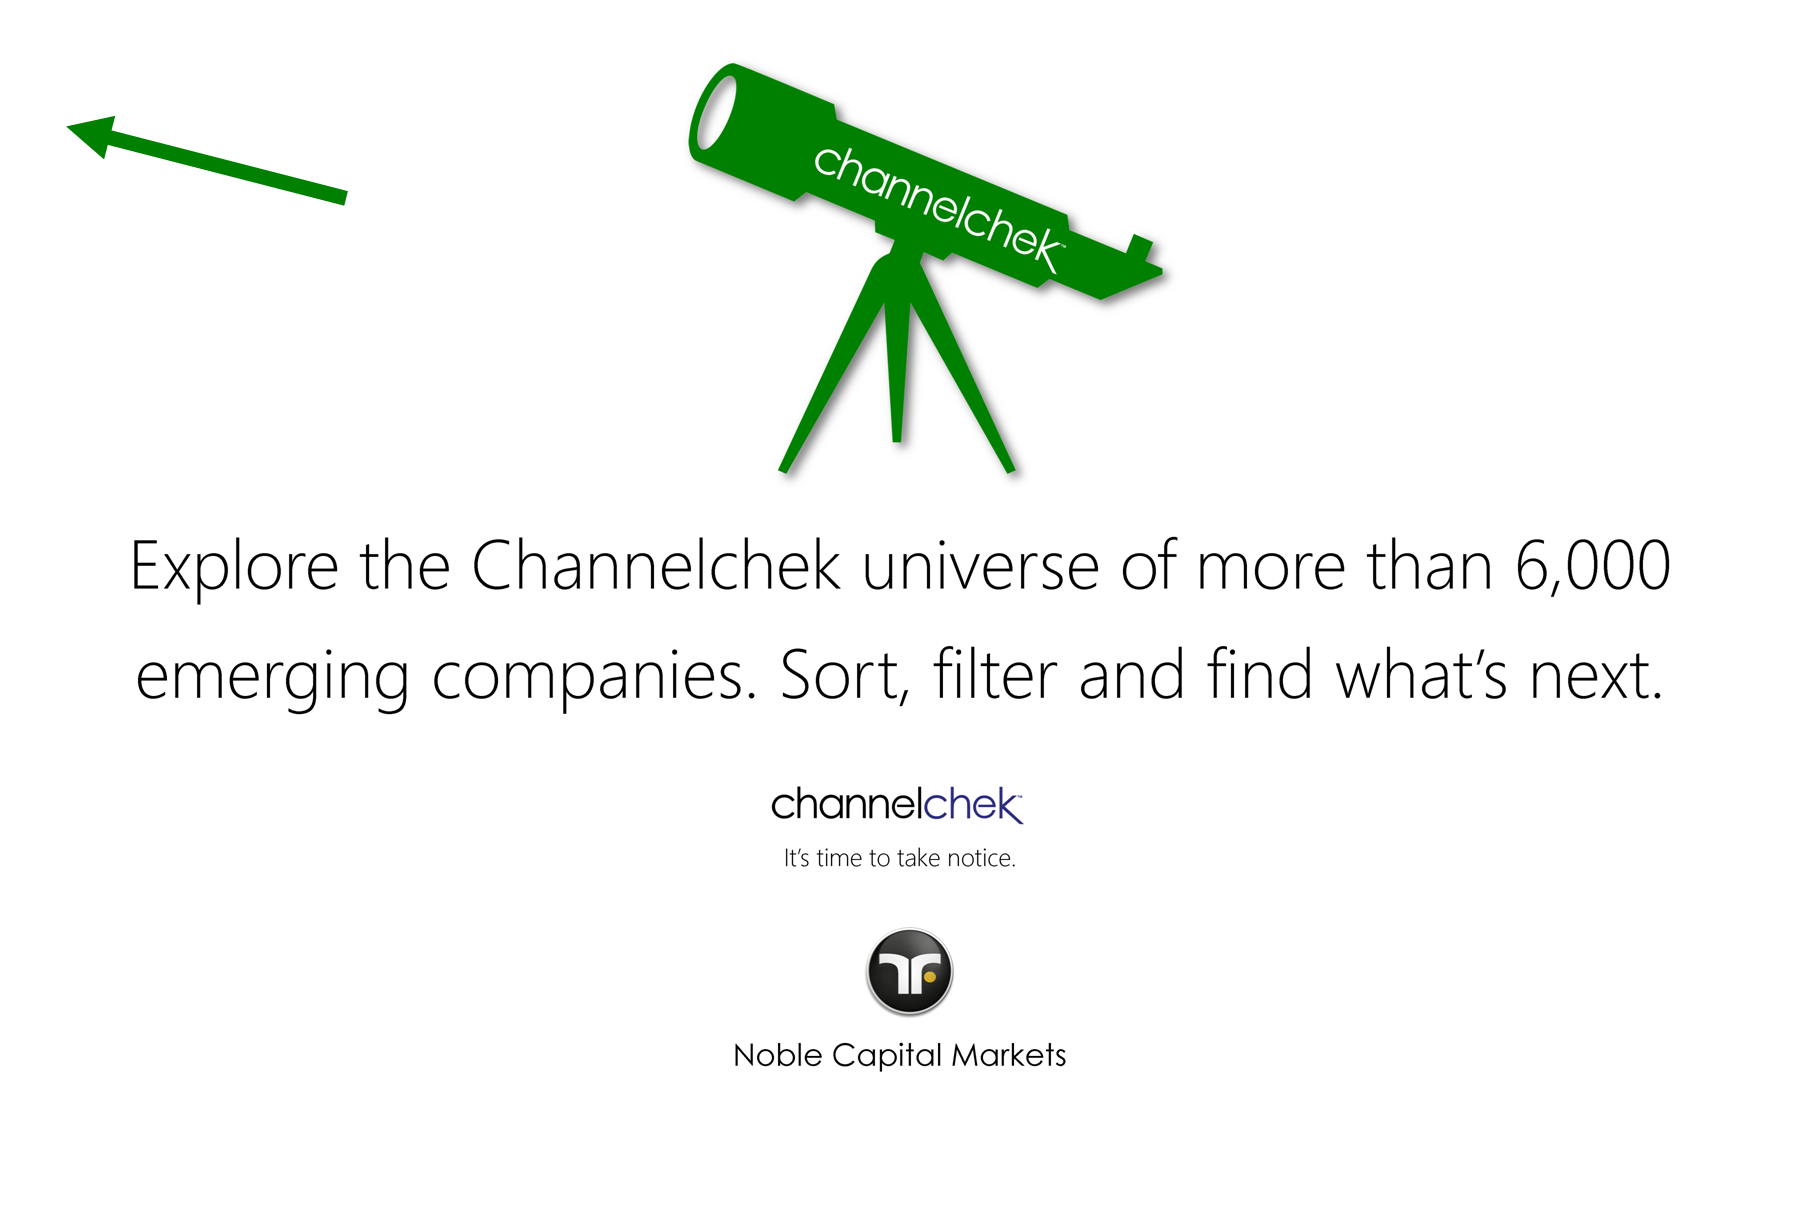 channelchek™
Explore the Channelchek universe of more than 6,000
emerging companies. Sort, filter and find what’s next.
channelchek™
It’s time to take notice.
Noble Capital Markets